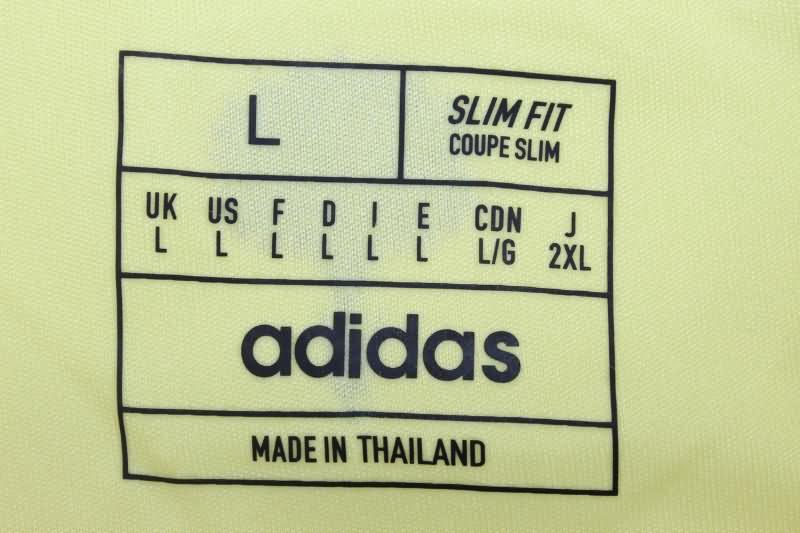 L
SLIM FIT
COUPE SLIM
UK US F D I E CDN J
L L L L L L L/G 2XL
adidas
MADE IN THAILAND